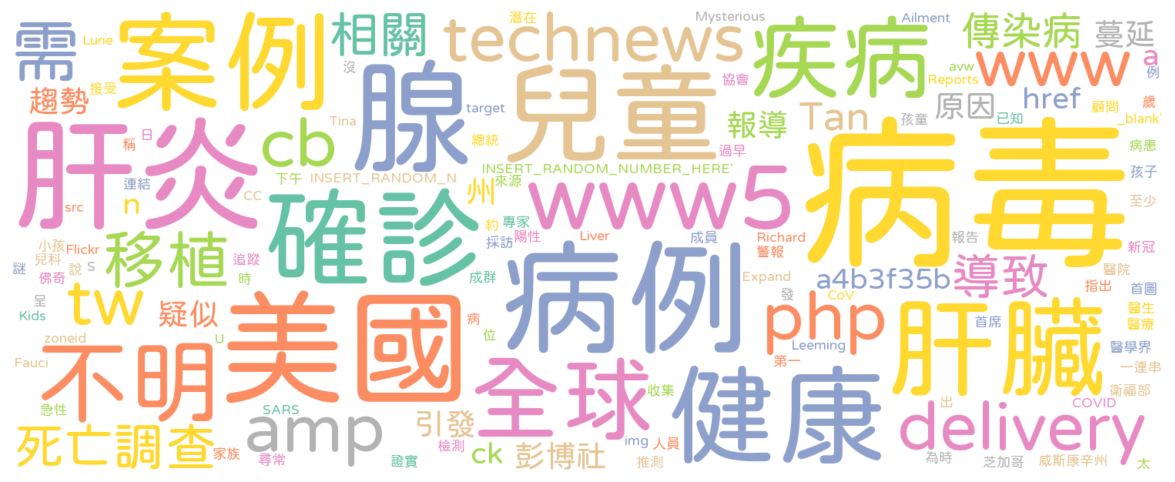 需
Lurie
案例
相關
technews
潛在
Mysterious
疾病
Ailment
傳染病
蔓延
a
例
趨勢
接受
沒
腺
target
兒童
協會
avw
Reports
www
href
原因
已知
顧問
歲
_blank'
肝炎
稱
日
cb
Tina
總統
報導
Tan
孩童
病毒
病患
過早
連結
n
下午
INSERT_RANDOM_N
INSERT_RANDOM_NUMBER_HERE'
來源
州
www5
孩子
至少
src
CC
確診
約
專家
小孩
Flickr
兒科
移植
追蹤
採訪
陽性
Liver
成員
Richard
警報
報告
新冠
謎
佛奇
說
S
時
成群
病例
Expand
a4b3f35b
導致
醫院
指出
首圖
呈
Kids
tw
疑似
美國
病
位
發
CoV
php
肝臟
首席
醫生
醫療
zoneid
U
Leeming
醫學界
Fauci
不明
全球
第一
健康
一連串
衛福部
急性
SARS
收集
出
COVID
死亡
調查
家族
amp
引發
檢測
ck
彭博社
img
人員
delivery
尋常
證實
推測
為時
芝加哥
威斯康辛州
太